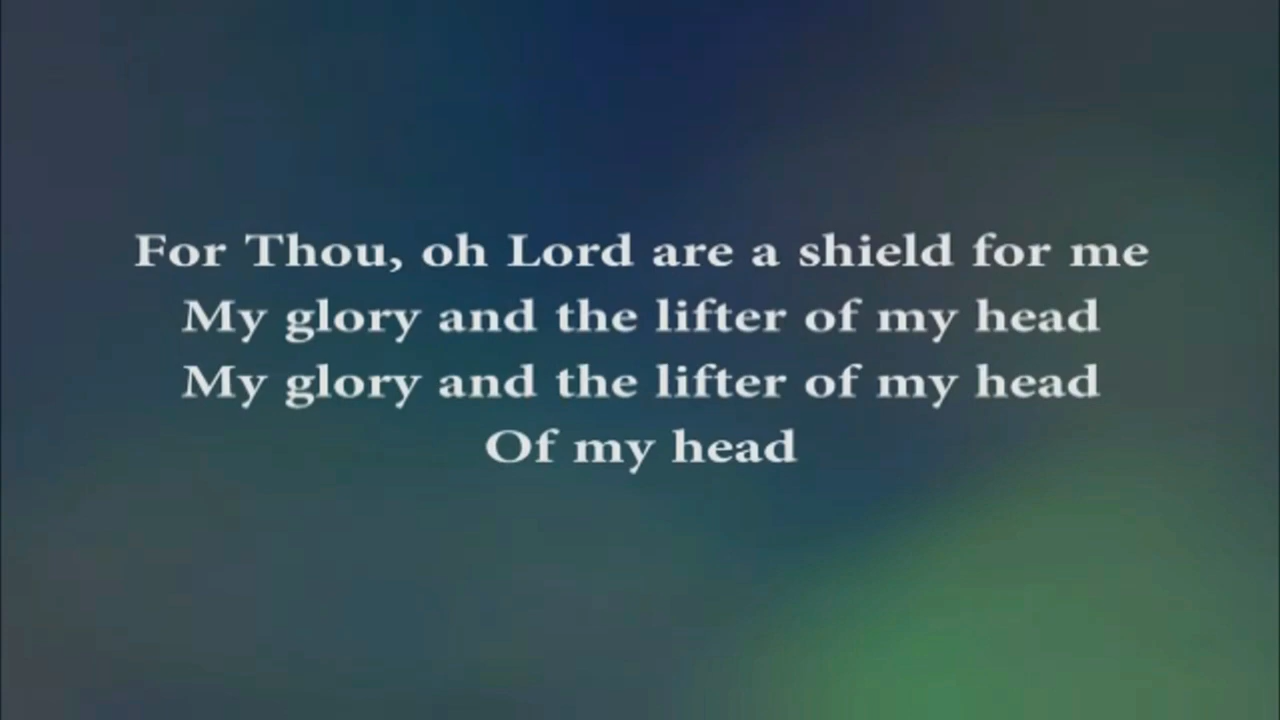 For Thou, oh Lord are a shield for me
My glory and the lifter of my head
My glory and the lifter of my head
Of my head